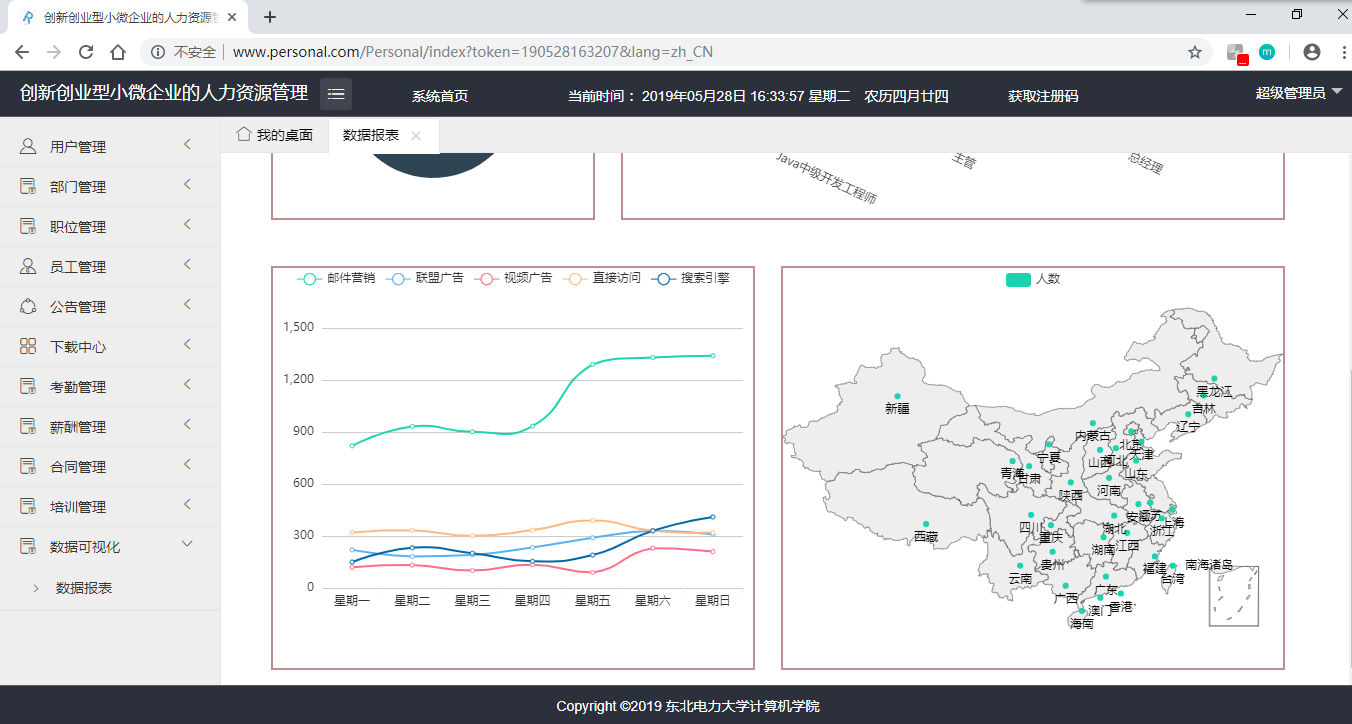 创新创业型小微企业的人力资源管
不安全 www.personal.com/Personal/index?token=190528163207&lang=zh_CN
创新创业型小微企业的人力资源管理
系统首页
当前时间： 2019年05月28日 16:33:57 星期二 农历四月廿四
获取注册码
超级管理员
用户管理
部门管理
职位管理
员工管理
公告管理
下载中心
考勤管理
薪酬管理
合同管理
培训管理
数据可视化
数据报表
我的桌面
数据报表
Java中级开发工程师
主管
总经理
邮件营销 联盟广告 视频广告 直接访问 搜索引擎
1,500
1,200
900
600
300
0
星期一 星期二 星期三 星期四 星期五 星期六 星期日
人数
黑龙江
新疆
吉林
辽宁
内蒙古
北京
天津
宁夏
山西
河北
青海
甘肃
山东
陕西
河南
安徽
江苏
上海
四川
湖北
浙江
重庆
西藏
湖南
江西
贵州
南海诸岛
福建
云南
台湾
广东
广西
澳门
香港
海南
Copyright ©2019 东北电力大学计算机学院